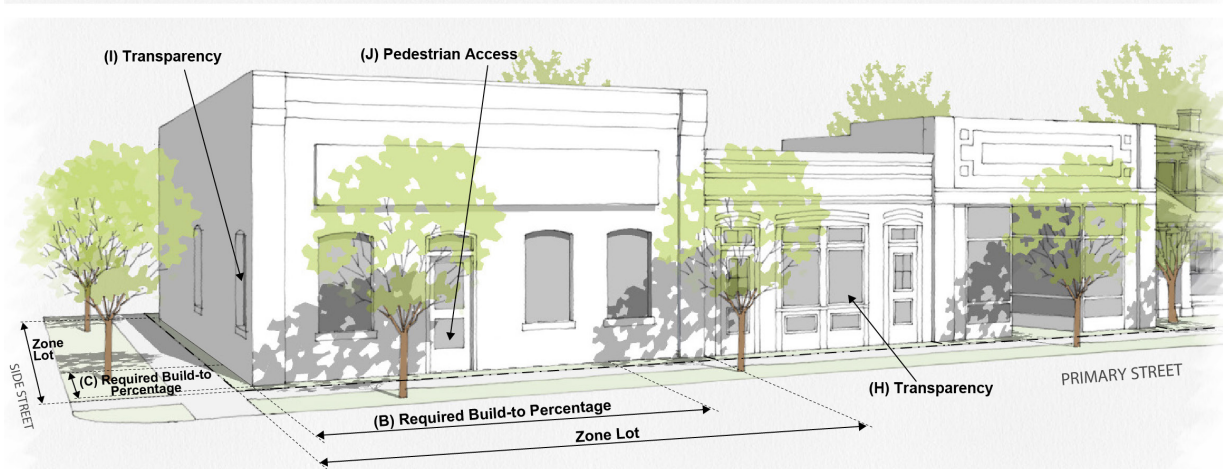 (I) Transparency
(J) Pedestrian Access
Zone
Lot
(C) Required Build-to
Percentage
SIDE STREET
(B) Required Build-to Percentage
Zone Lot
(H) Transparency
PRIMARY STREET